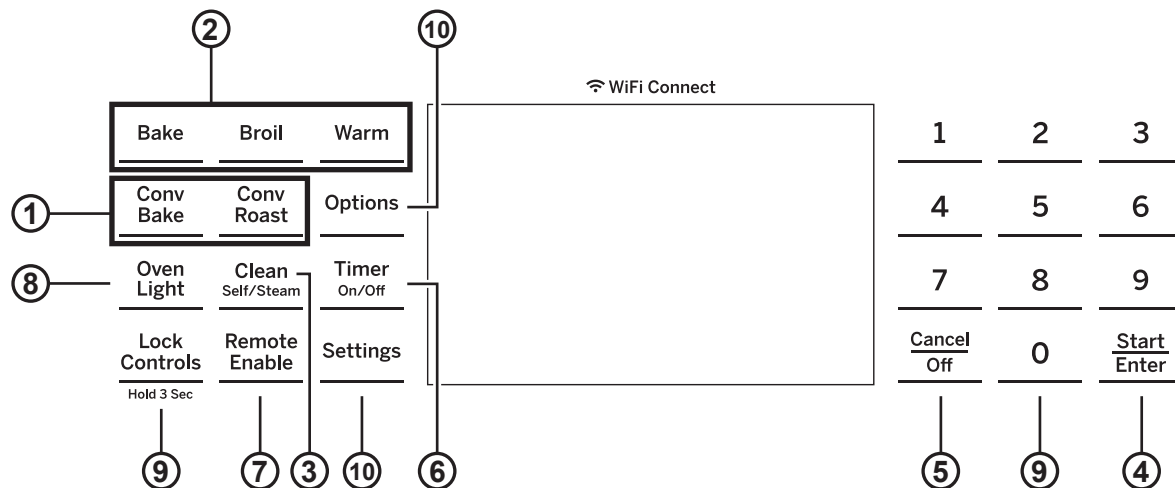 2
10
WiFi Connect
Bake Broil Warm
1 2 3
1
Conv Bake
Conv Roast
Options
4 5 6
8
Oven Light
Clean
Self/Steam
Timer
On/Off
7 8 9
Lock Controls
Hold 3 Sec
Remote Enable
Settings
Cancel
Off
0
Start
Enter
9 7 3 10 6 5 9 4